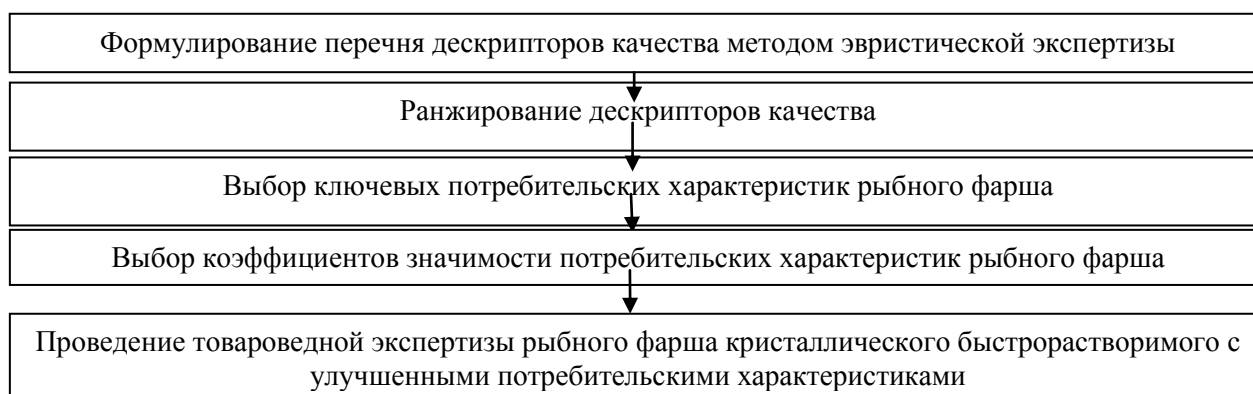 Формулирование перечня дескрипторов качества методом эвристической экспертизы
Ранжирование дескрипторов качества
Выбор ключевых потребительских характеристик рыбного фарша
Выбор коэффициентов значимости потребительских характеристик рыбного фарша
Проведение товароведной экспертизы рыбного фарша кристаллического быстрорастворимого с
улучшенными потребительскими характеристиками